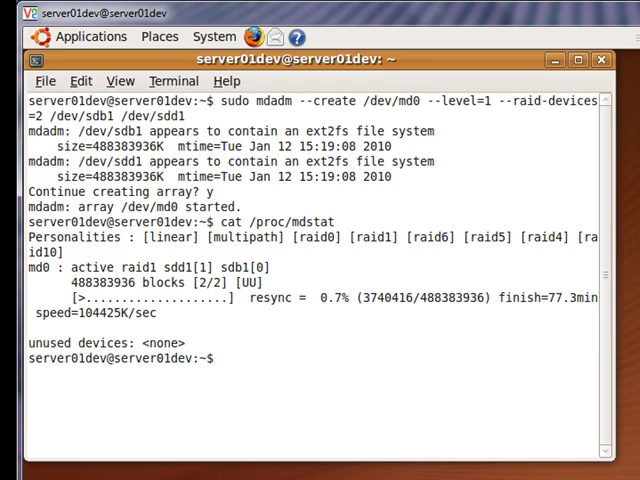 server01dev@server01dev
Applications Places System
server01dev@server01dev: ~
File Edit View Terminal Help
server01dev@server01dev:~$ sudo mdadm --create /dev/md0 --level=1 --raid-devices
=2 /dev/sdb1 /dev/sdd1
mdadm: /dev/sdb1 appears to contain an ext2fs file system
size=488383936K mtime=Tue Jan 12 15:19:08 2010
mdadm: /dev/sdd1 appears to contain an ext2fs file system
size=488383936K mtime=Tue Jan 12 15:19:08 2010
Continue creating array? y
mdadm: array /dev/md0 started.
server01dev@server01dev:~$ cat /proc/mdstat
Personalities : [linear] [multipath] [raid0] [raid1] [raid6] [raid5] [raid4] [ra
id10]
md0 : active raid1 sdd1[1] sdb1[0]
488383936 blocks [2/2] [UU]
[>....................] resync = 0.7% (3740416/488383936) finish=77.3min
speed=104425K/sec
unused devices: <none>
server01dev@server01dev:~$